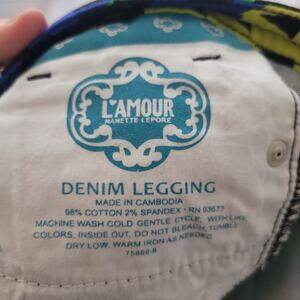 L'AMOUR
NANETTE LEPORE
DENIM LEGGING
MADE IN CAMBODIA
98% COTTON 2% SPANDEX • RN 93677
MACHINE WASH COLD GENTLE CYCLE, WITH LIKE
COLORS, INSIDE OUT, DO NOT BLEACH, TUMBLE
DRY LOW. WARM IRON AS NEEDED.
75869-8